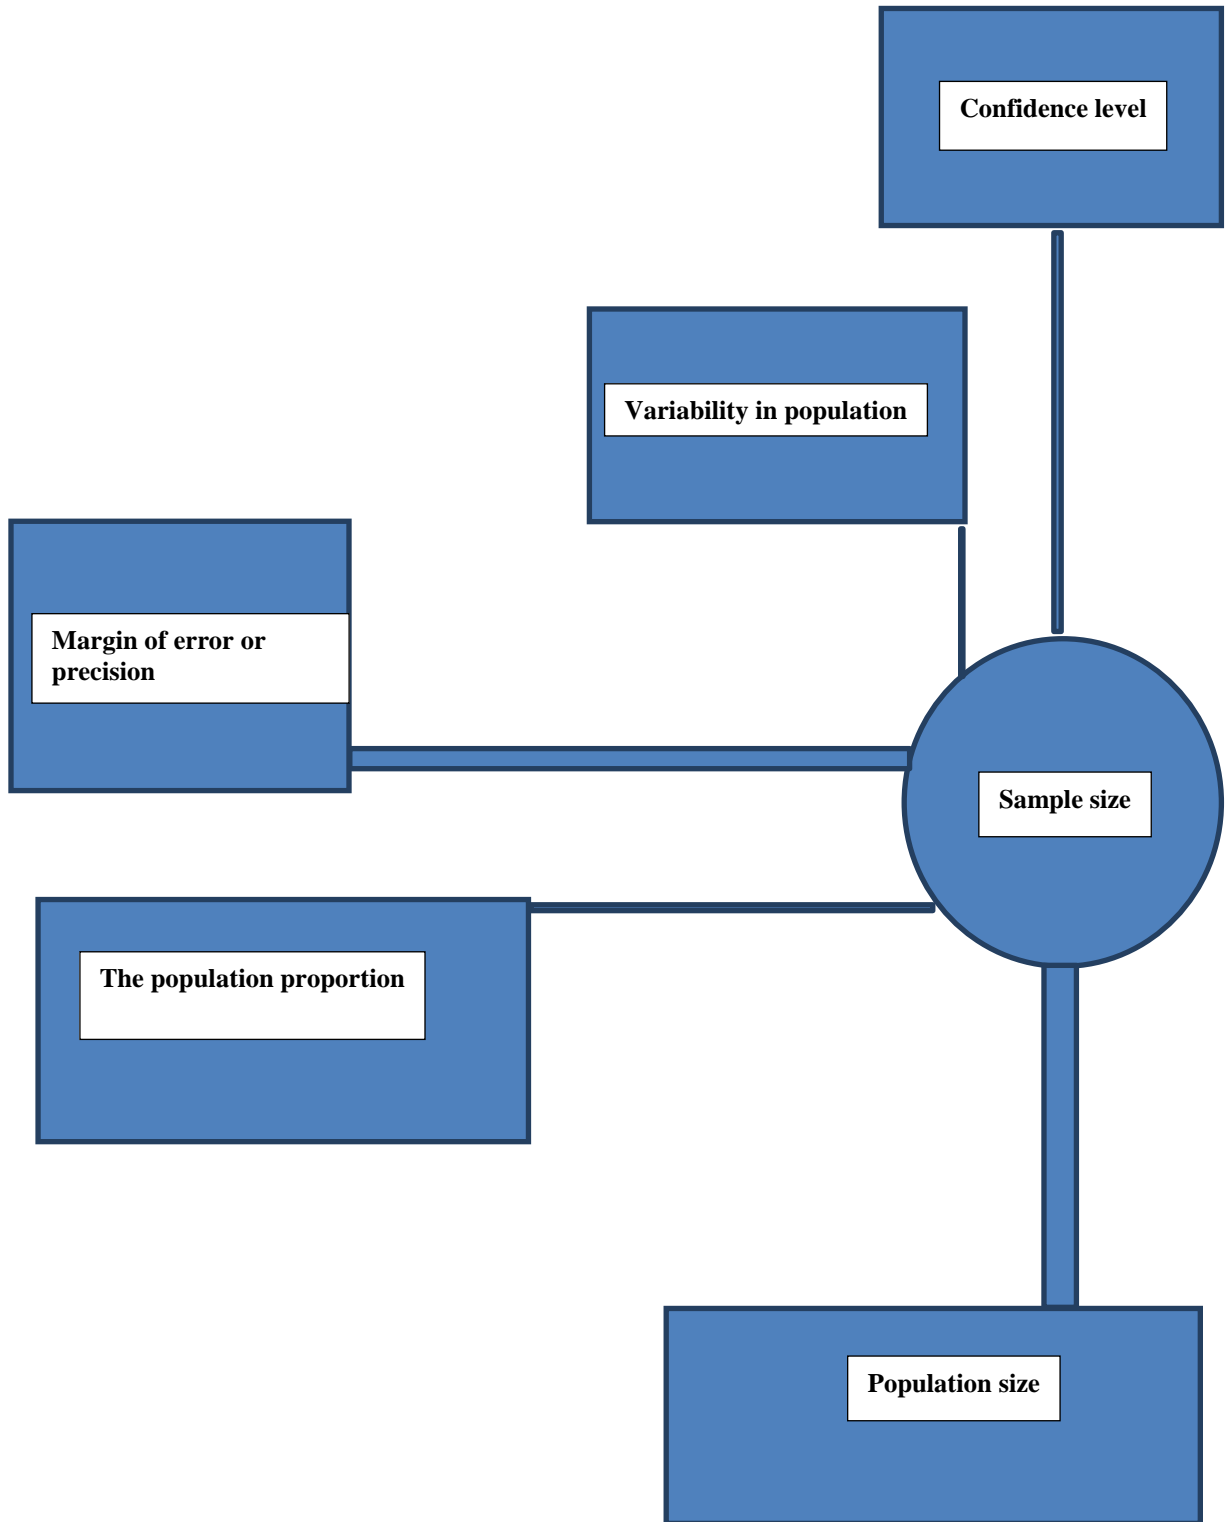 Confidence level
Variability in population
Margin of error or
precision
Sample size
The population proportion
Population size